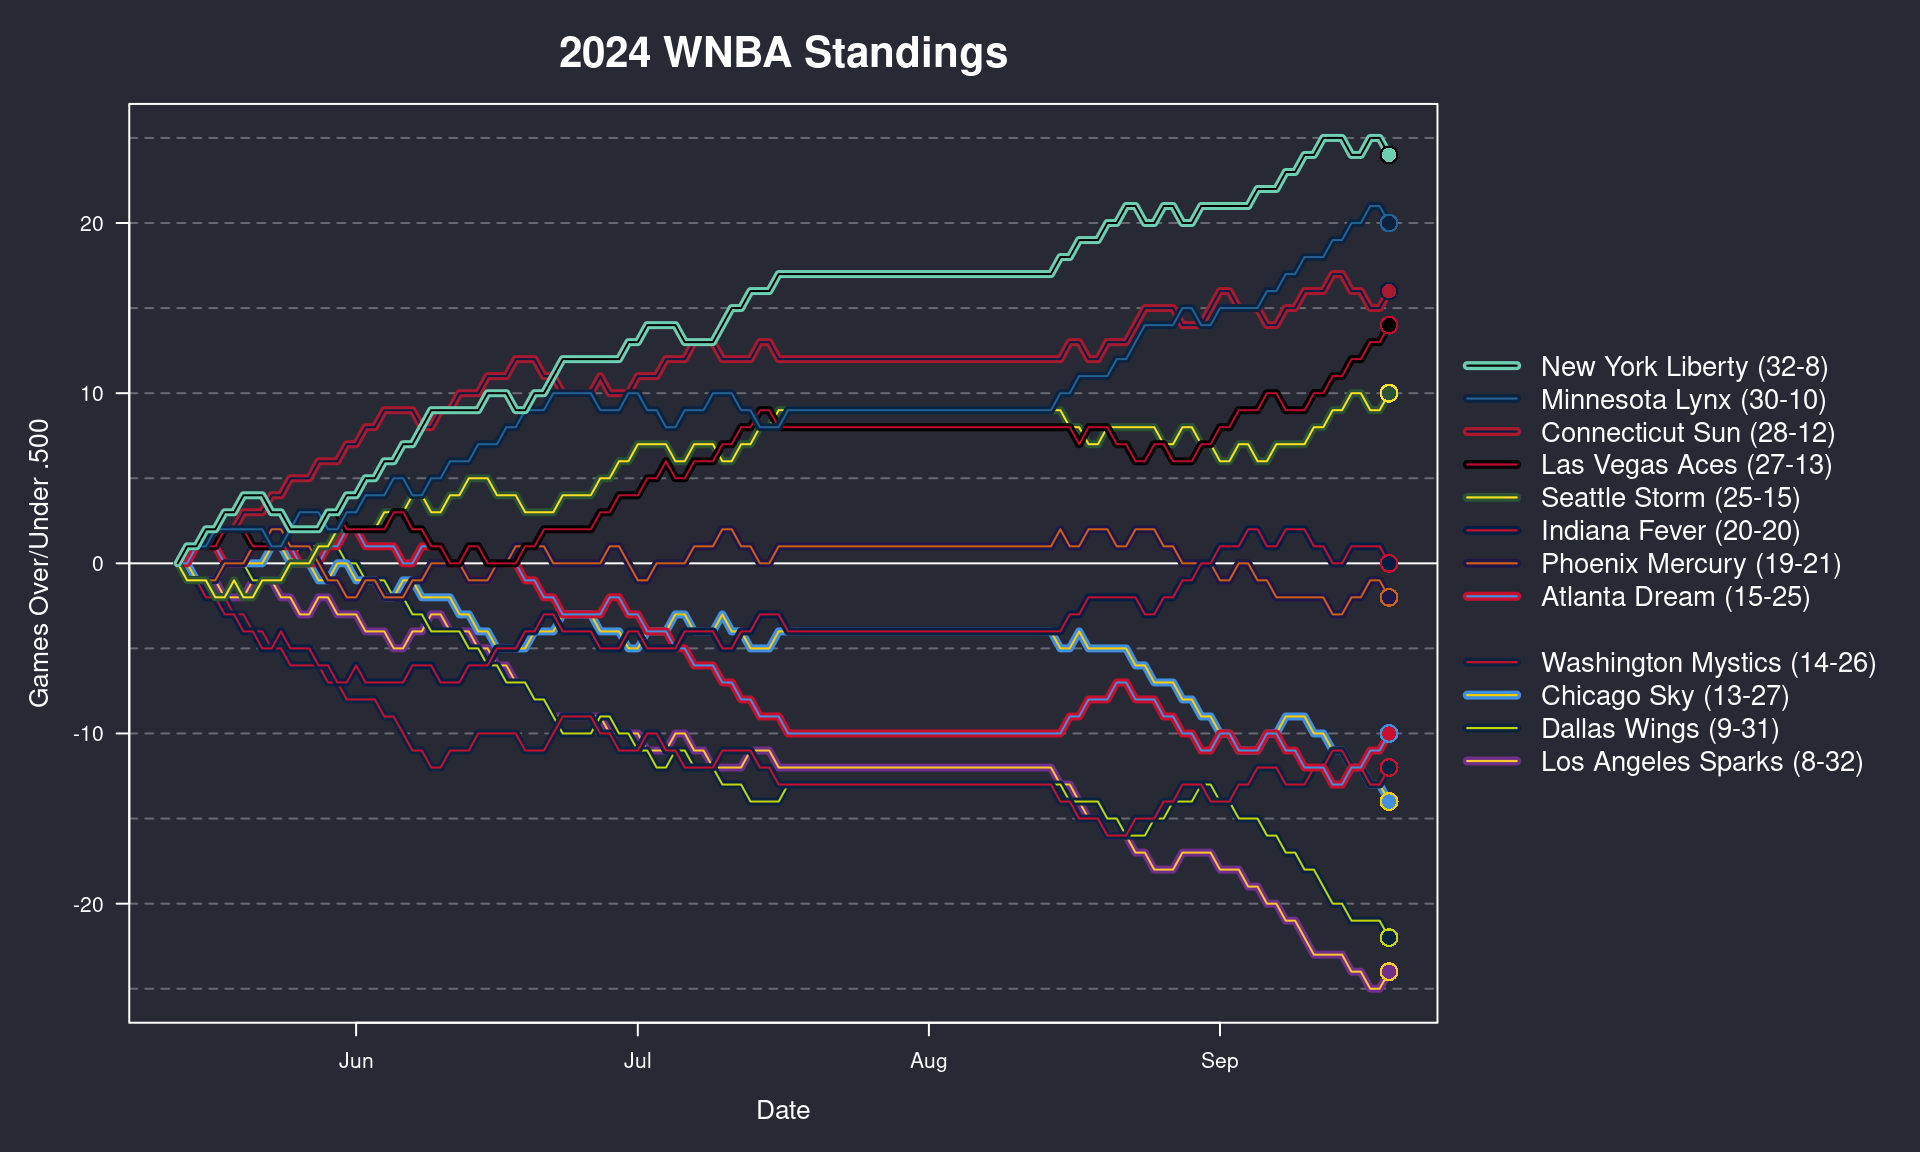 2024 WNBA Standings
Games Over/Under .500
20
10
0
-10
-20
Jun
Jul
Aug
Sep
Date
New York Liberty (32-8)
Minnesota Lynx (30-10)
Connecticut Sun (28-12)
Las Vegas Aces (27-13)
Seattle Storm (25-15)
Indiana Fever (20-20)
Phoenix Mercury (19-21)
Atlanta Dream (15-25)
Washington Mystics (14-26)
Chicago Sky (13-27)
Dallas Wings (9-31)
Los Angeles Sparks (8-32)